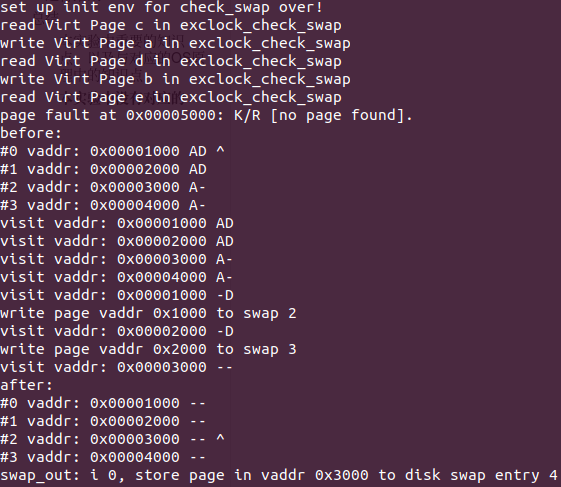 set up init env for check_swap over!
read Virt Page c in exclock_check_swap
write Virt Page a in exclock_check_swap
read Virt Page d in exclock_check_swap
write Virt Page b in exclock_check_swap
read Virt Page e in exclock_check_swap
page fault at 0x00005000: K/R [no page found].
before:
#0 vaddr: 0x00001000 AD ^
#1 vaddr: 0x00002000 AD
#2 vaddr: 0x00003000 A-
#3 vaddr: 0x00004000 A-
visit vaddr: 0x00001000 AD
visit vaddr: 0x00002000 AD
visit vaddr: 0x00003000 A-
visit vaddr: 0x00004000 A-
visit vaddr: 0x00001000 -D
write page vaddr 0x1000 to swap 2
visit vaddr: 0x00002000 -D
write page vaddr 0x2000 to swap 3
visit vaddr: 0x00003000 --
after:
#0 vaddr: 0x00001000 --
#1 vaddr: 0x00002000 --
#2 vaddr: 0x00003000 -- ^
#3 vaddr: 0x00004000 --
swap_out: i 0, store page in vaddr 0x3000 to disk swap entry 4